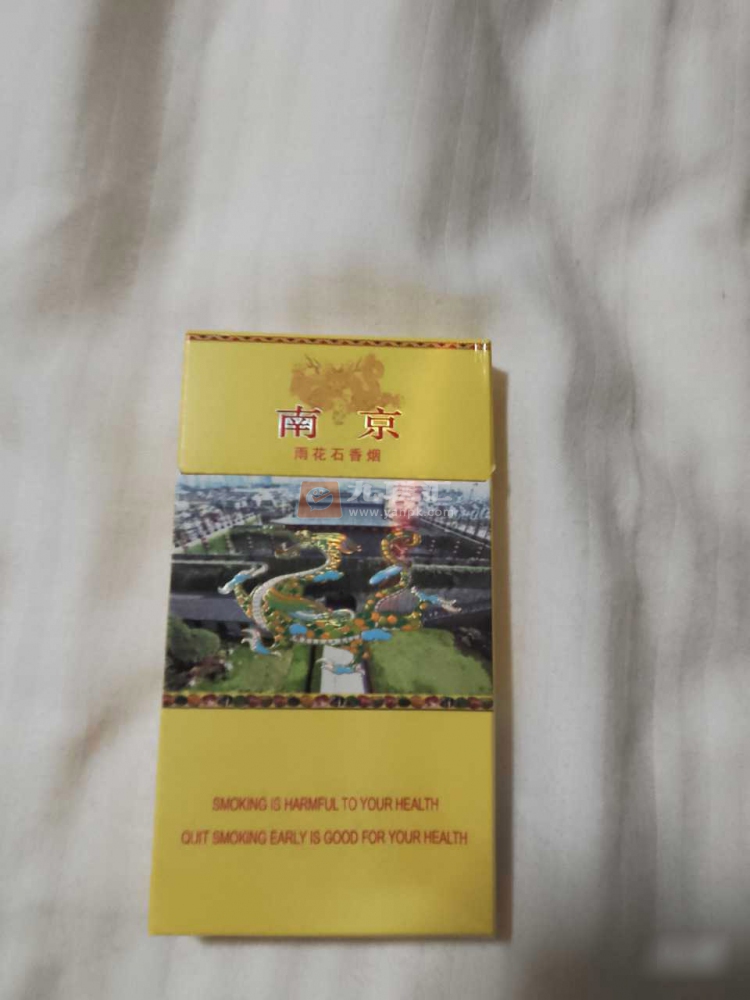 南 京
雨花石香烟
SMOKING IS HARMFUL TO YOUR HEALTH
QUIT SMOKING EARLY IS GOOD FOR YOUR HEALTH